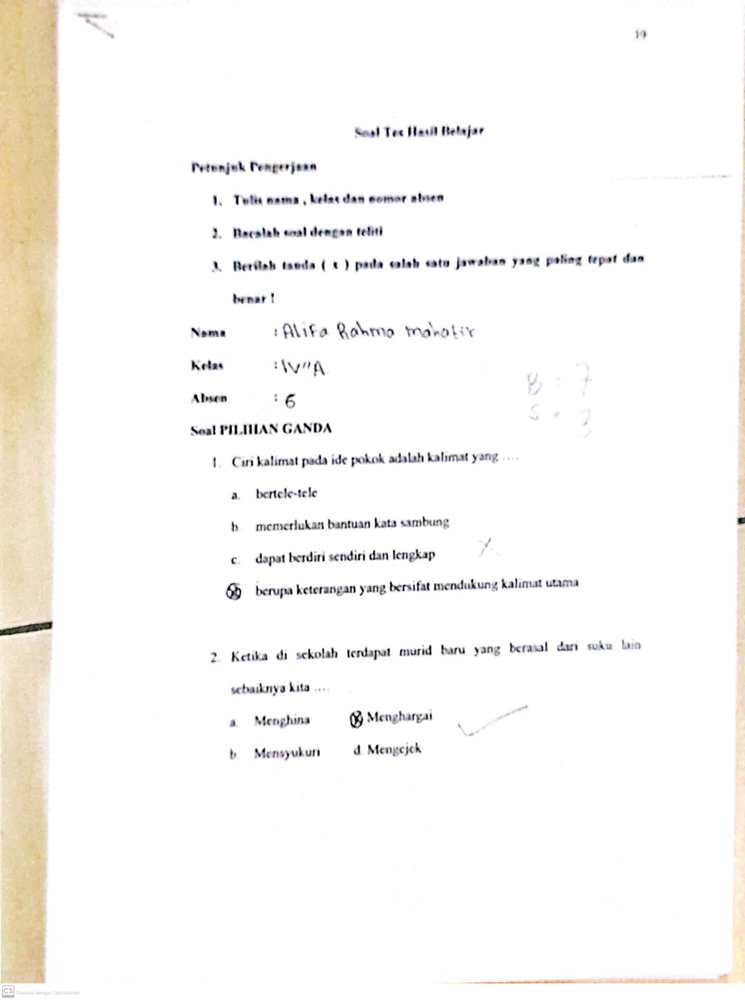 19
Soal Tes Hasil Belajar
Petunjuk Pengerjaan
1. Tulis nama , kelas dan nomor absen
2. Bacalah soal dengan teliti
3. Berilah tanda ( x ) pada salah satu jawaban yang paling tepat dan
benar !
Nama : Alifa Rahma mahatir
Kelas : IV"A
Absen : 6
B = 7
S = 3
Soal PILIHAN GANDA
1. Ciri kalimat pada ide pokok adalah kalimat yang ....
a. bertele-tele
b. memerlukan bantuan kata sambung
c. dapat berdiri sendiri dan lengkap
berupa keterangan yang bersifat mendukung kalimat utama
2. Ketika di sekolah terdapat murid baru yang berasal dari suku lain
sebaiknya kita ....
a. Menghina Menghargai
b. Mensyukuri d. Mengejek
CS Dipindai dengan CamScanner